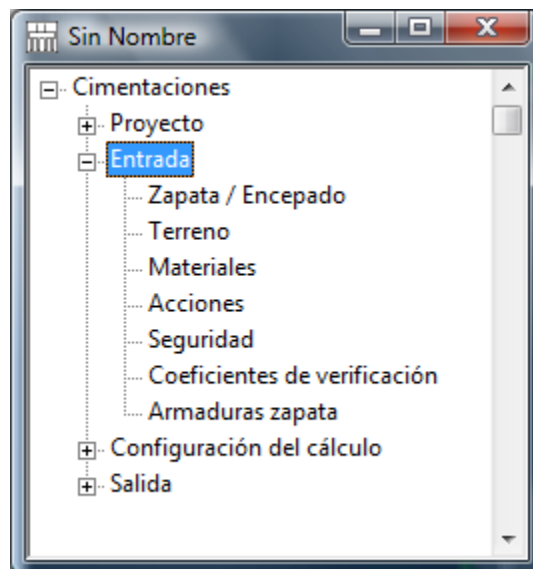 Sin Nombre
Cimentaciones
Proyecto
Entrada
Zapata / Encepado
Terreno
Materiales
Acciones
Seguridad
Coeficientes de verificación
Armaduras zapata
Configuración del cálculo
Salida